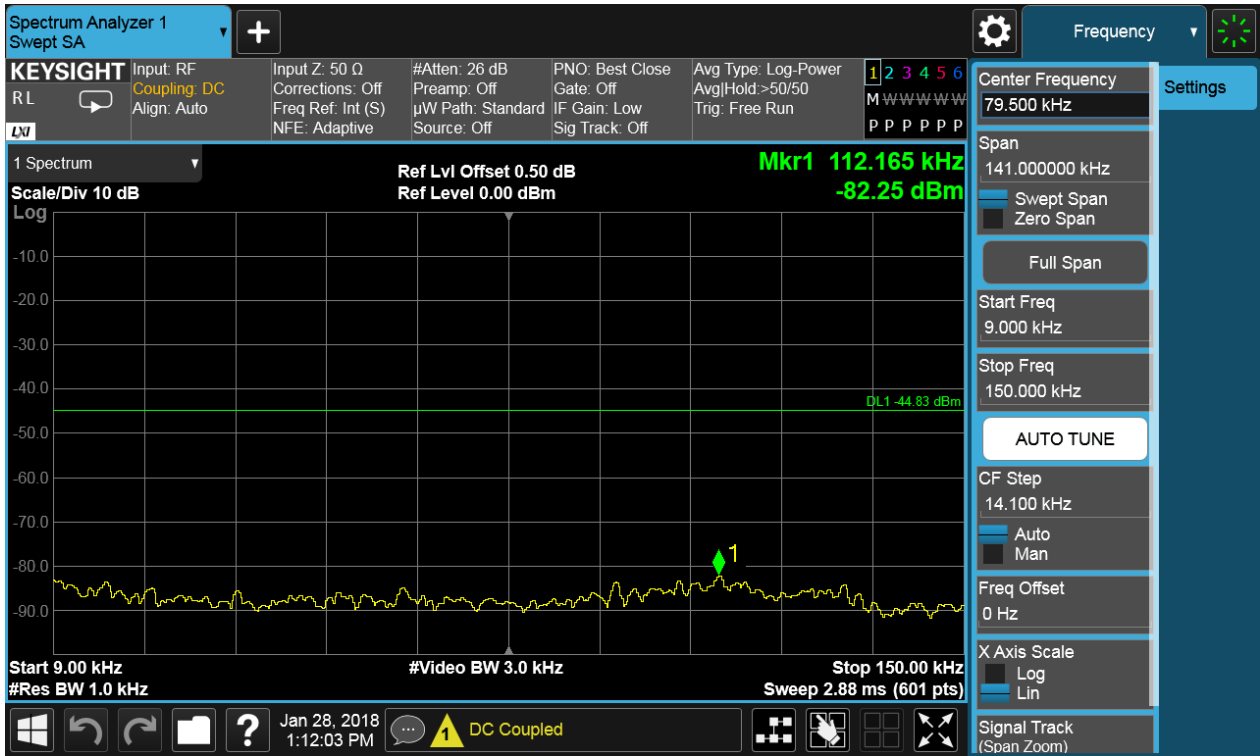 Spectrum Analyzer 1
Swept SA
+
Frequency
KEYSIGHT
R L
LXI
Input: RF
Coupling: DC
Align: Auto
Input Z: 50 Ω
Corrections: Off
Freq Ref: Int (S)
NFE: Adaptive
#Atten: 26 dB
Preamp: Off
µW Path: Standard
Source: Off
PNO: Best Close
Gate: Off
IF Gain: Low
Sig Track: Off
Avg Type: Log-Power
Avg|Hold:>50/50
Trig: Free Run
1 2 3 4 5 6
M W W W W W
P P P P P P
1 Spectrum
Scale/Div 10 dB
Log
Ref Lvl Offset 0.50 dB
Ref Level 0.00 dBm
Mkr1 112.165 kHz
-82.25 dBm
-10.0
-20.0
-30.0
-40.0
DL1 -44.83 dBm
-50.0
-60.0
-70.0
-80.0
1
-90.0
Start 9.00 kHz
#Video BW 3.0 kHz
Stop 150.00 kHz
#Res BW 1.0 kHz
Sweep 2.88 ms (601 pts)
Center Frequency
79.500 kHz
Settings
Span
141.000000 kHz
Swept Span
Zero Span
Full Span
Start Freq
9.000 kHz
Stop Freq
150.000 kHz
AUTO TUNE
CF Step
14.100 kHz
Auto
Man
Freq Offset
0 Hz
X Axis Scale
Log
Lin
Signal Track
(Span Zoom)
?
Jan 28, 2018
1:12:03 PM
1
DC Coupled